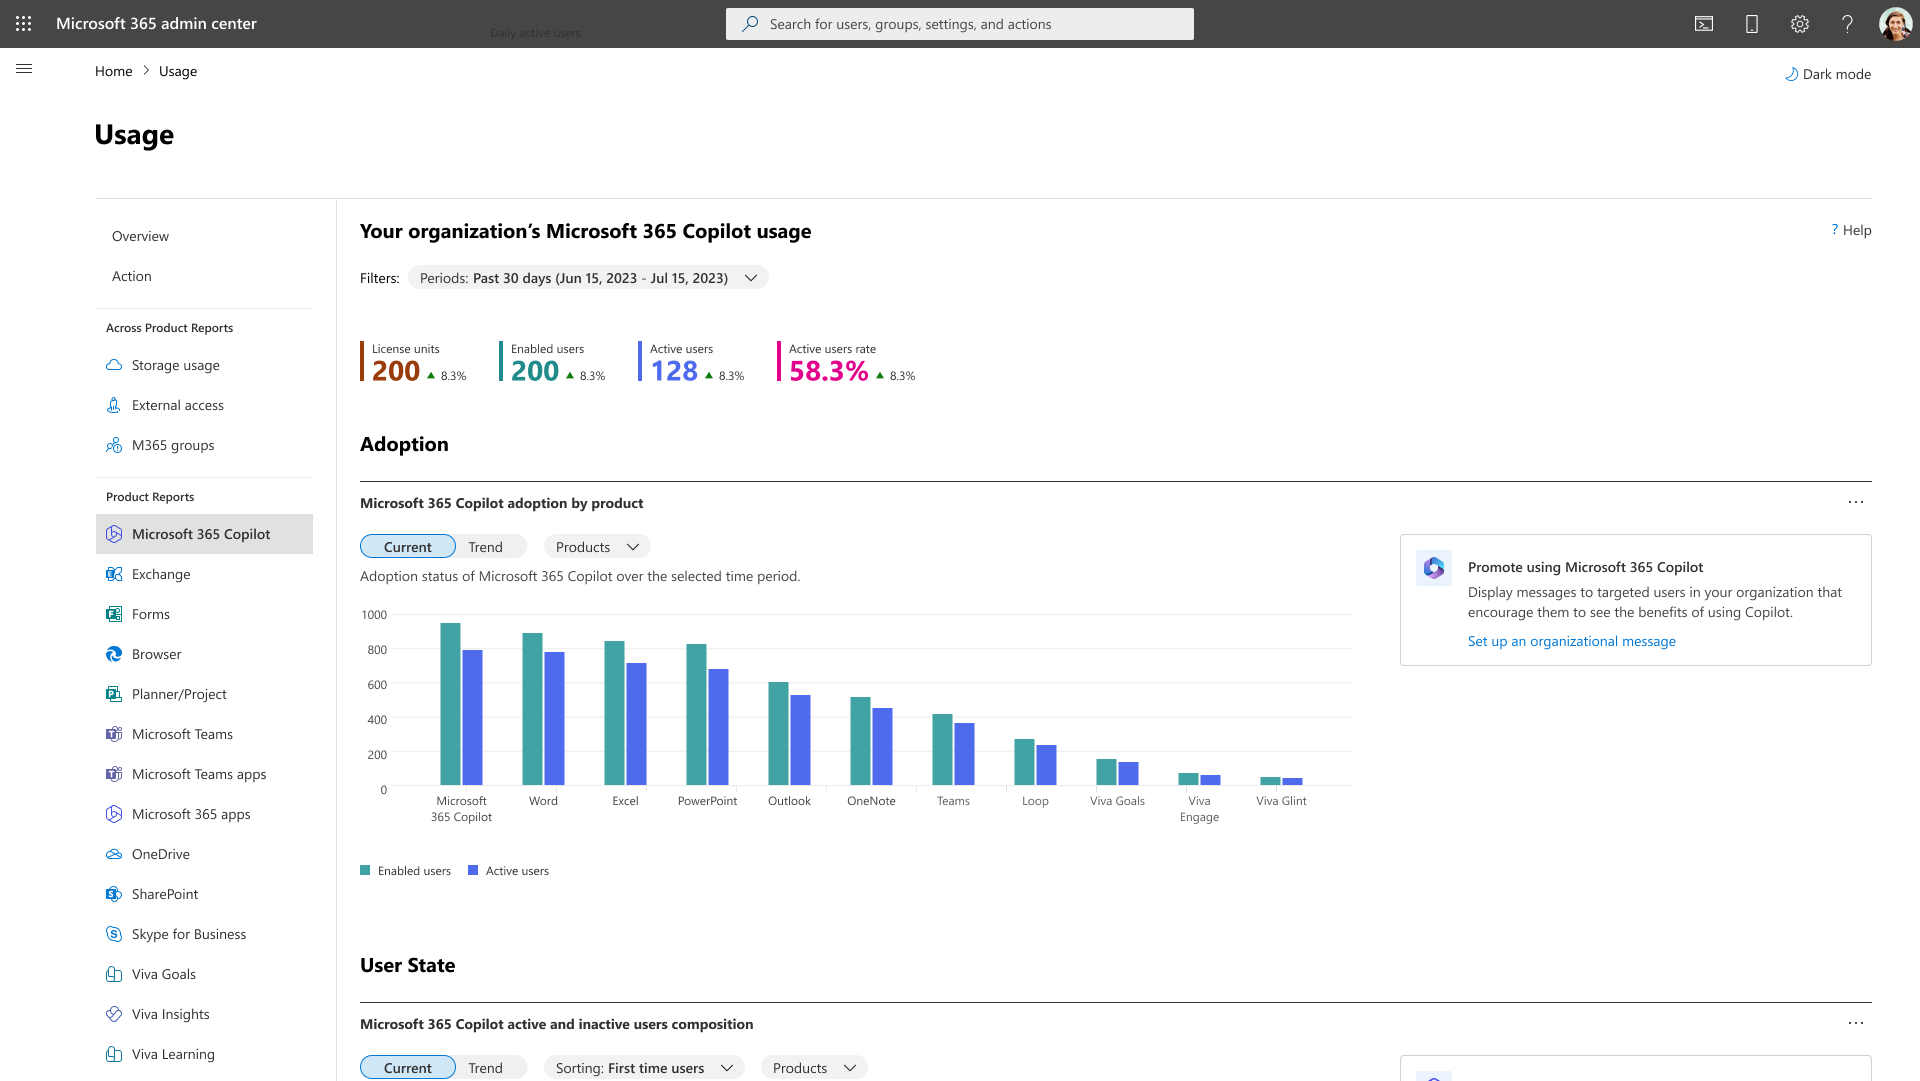 Microsoft 365 admin center
Daily active users
Search for users, groups, settings, and actions
Home
Usage
Dark mode
Usage
Overview
Action
Across Product Reports
Storage usage
External access
M365 groups
Product Reports
Microsoft 365 Copilot
Exchange
Forms
Browser
Planner/Project
Microsoft Teams
Microsoft Teams apps
Microsoft 365 apps
OneDrive
SharePoint
Skype for Business
Viva Goals
Viva Insights
Viva Learning
Your organization’s Microsoft 365 Copilot usage
? Help
Filters: Periods: Past 30 days (Jun 15, 2023 - Jul 15, 2023)
License units
200 ▲ 8.3%
Enabled users
200 ▲ 8.3%
Active users
128 ▲ 8.3%
Active users rate
58.3% ▲ 8.3%
Adoption
Microsoft 365 Copilot adoption by product
...
Current Trend Products
Adoption status of Microsoft 365 Copilot over the selected time period.
1000
800
600
400
200
0
Microsoft
365 Copilot
Word
Excel
PowerPoint
Outlook
OneNote
Teams
Loop
Viva Goals
Viva
Engage
Viva Glint
Enabled users
Active users
Promote using Microsoft 365 Copilot
Display messages to targeted users in your organization that
encourage them to see the benefits of using Copilot.
Set up an organizational message
User State
Microsoft 365 Copilot active and inactive users composition
...
Current Trend Sorting: First time users Products